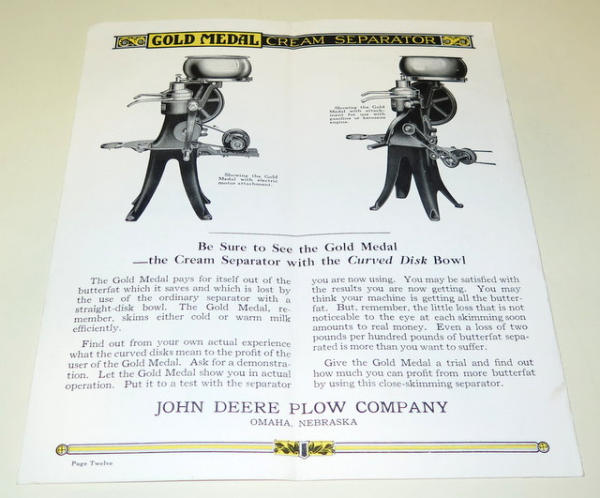 GOLD MEDAL CREAM SEPARATOR
Showing the Gold
Medal with electric
motor attachment.
Showing the Gold
Medal with attach-
ment for use with
gasoline or kerosene
engine.
Be Sure to See the Gold Medal
—the Cream Separator with the Curved Disk Bowl
The Gold Medal pays for itself out of the
butterfat which it saves and which is lost by
the use of the ordinary separator with a
straight-disk bowl. The Gold Medal, re-
member, skims either cold or warm milk
efficiently.
Find out from your own actual experience
what the curved disks mean to the profit of the
user of the Gold Medal. Ask for a demonstra-
tion. Let the Gold Medal show you in actual
operation. Put it to a test with the separator
you are now using. You may be satisfied with
the results you are now getting. You may
think your machine is getting all the butter-
fat. But, remember, the little loss that is not
noticeable to the eye at each skimming soon
amounts to real money. Even a loss of two
pounds per hundred pounds of butterfat sepa-
rated is more than you want to suffer.
Give the Gold Medal a trial and find out
how much you can profit from more butterfat
by using this close-skimming separator.
JOHN DEERE PLOW COMPANY
OMAHA, NEBRASKA
Page Twelve